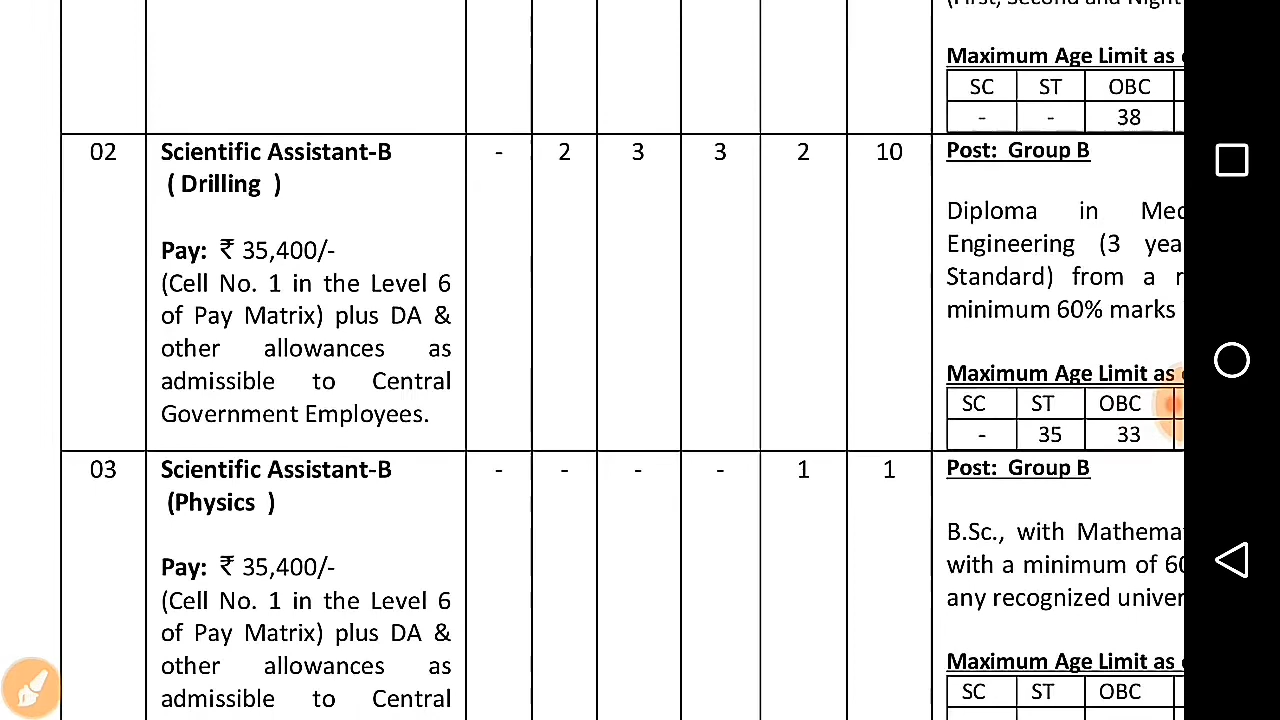 (First, Second and Night
Maximum Age Limit as
SC ST OBC
- - 38
02 Scientific Assistant-B - 2 3 3 2 10 Post: Group B
( Drilling )
Diploma in
Pay: ₹ 35,400/- Engineering (3
(Cell No. 1 in the Level 6 Standard) from a
of Pay Matrix) plus DA & minimum 60% marks
other allowances as
admissible to Central
Government Employees.
Maximum Age Limit as
SC ST OBC
- 35 33
03 Scientific Assistant-B - - - - 1 1 Post: Group B
(Physics )
B.Sc., with
Pay: ₹ 35,400/- with a minimum of
(Cell No. 1 in the Level 6 any recognized
of Pay Matrix) plus DA &
other allowances as
admissible to Central
Maximum Age Limit as
SC ST OBC